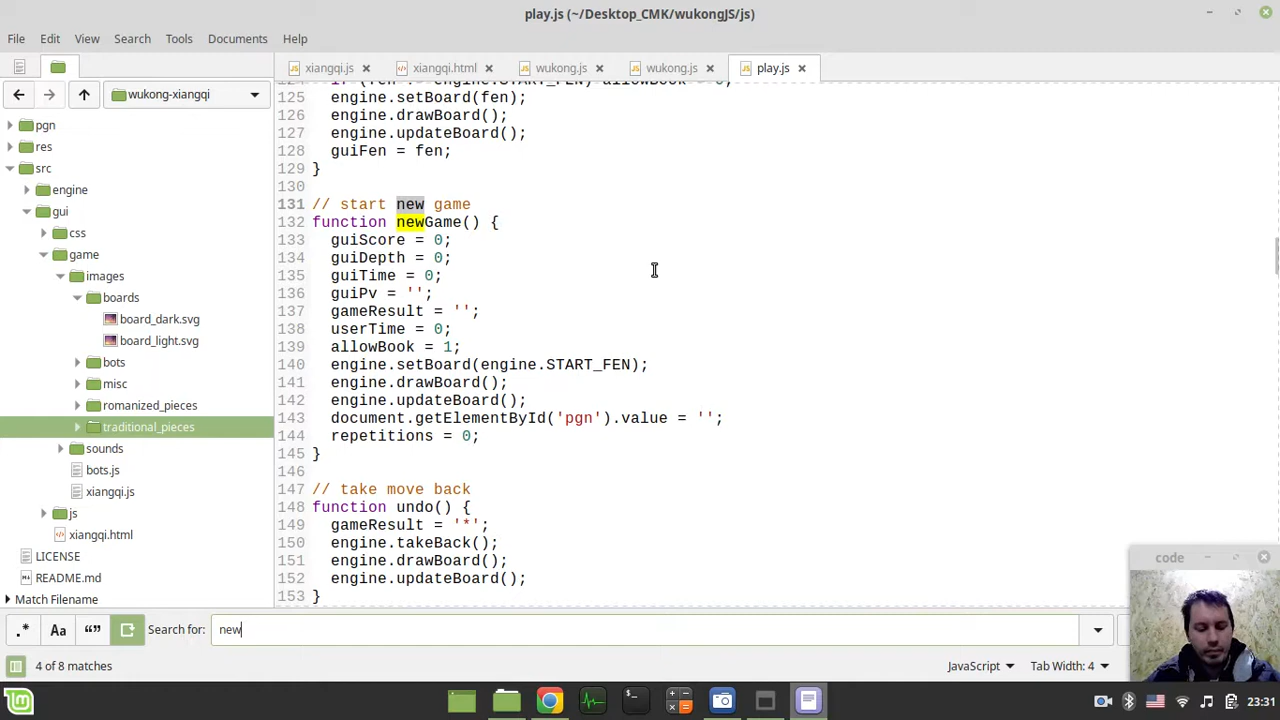 play.js (~/Desktop_CMK/wukongJS/js)
File Edit View Search Tools Documents Help
xiangqi.js xiangqi.html wukong.js wukong.js play.js
wukong-xiangqi
pgn
res
src
engine
gui
css
game
images
boards
board_dark.svg
board_light.svg
bots
misc
romanized_pieces
traditional_pieces
sounds
bots.js
xiangqi.js
js
xiangqi.html
LICENSE
README.md
Match Filename
125 engine.setBoard(fen);
126 engine.drawBoard();
127 engine.updateBoard();
128 guiFen = fen;
129 }
130
131 // start new game
132 function newGame() {
133 guiScore = 0;
134 guiDepth = 0;
135 guiTime = 0;
136 guiPv = '';
137 gameResult = '';
138 userTime = 0;
139 allowBook = 1;
140 engine.setBoard(engine.START_FEN);
141 engine.drawBoard();
142 engine.updateBoard();
143 document.getElementById('pgn').value = '';
144 repetitions = 0;
145 }
146
147 // take move back
148 function undo() {
149 gameResult = '*';
150 engine.takeBack();
151 engine.drawBoard();
152 engine.updateBoard();
153 }
code
.* Aa “” Search for: new
4 of 8 matches JavaScript Tab Width: 4
23:31